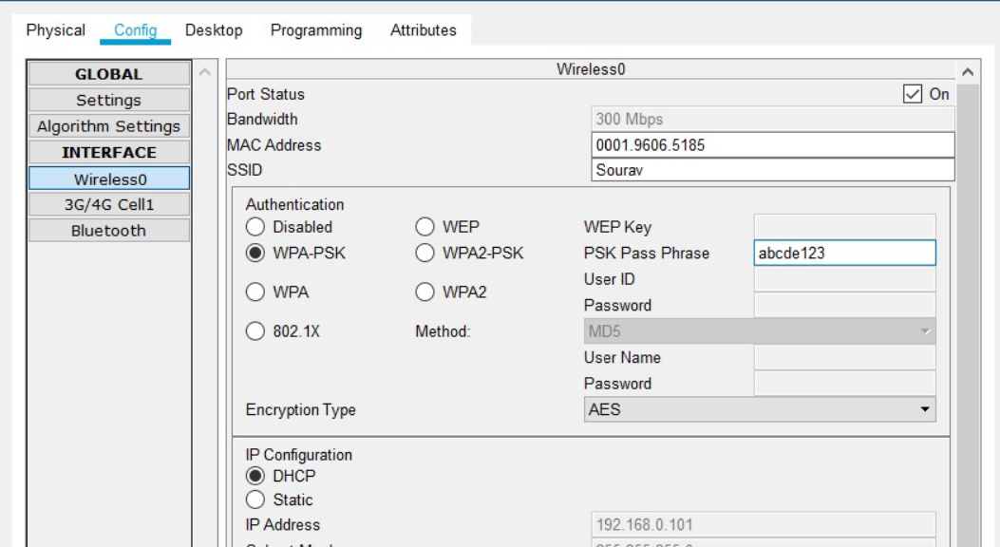 Physical Config Desktop Programming Attributes
GLOBAL
Settings
Algorithm Settings
INTERFACE
Wireless0
3G/4G Cell1
Bluetooth
Wireless0
Port Status On
Bandwidth 300 Mbps
MAC Address 0001.9606.5185
SSID Sourav
Authentication
Disabled WEP WEP Key
WPA-PSK WPA2-PSK PSK Pass Phrase abcde123
User ID
WPA WPA2
Password
802.1X Method: MD5
User Name
Password
Encryption Type AES
IP Configuration
DHCP
Static
IP Address 192.168.0.101